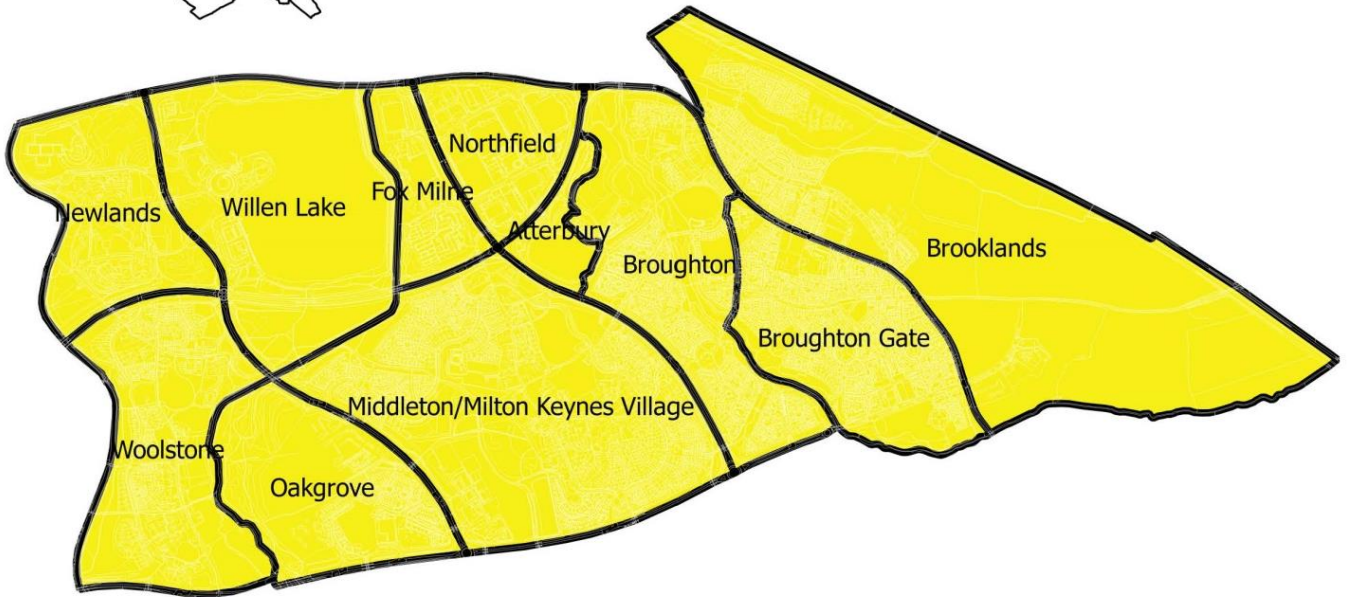 Northfield
Fox Milne
Willen Lake
Newlands
Atterbury
Brooklands
Broughton
Broughton Gate
Middleton/Milton Keynes Village
Woolstone
Oakgrove